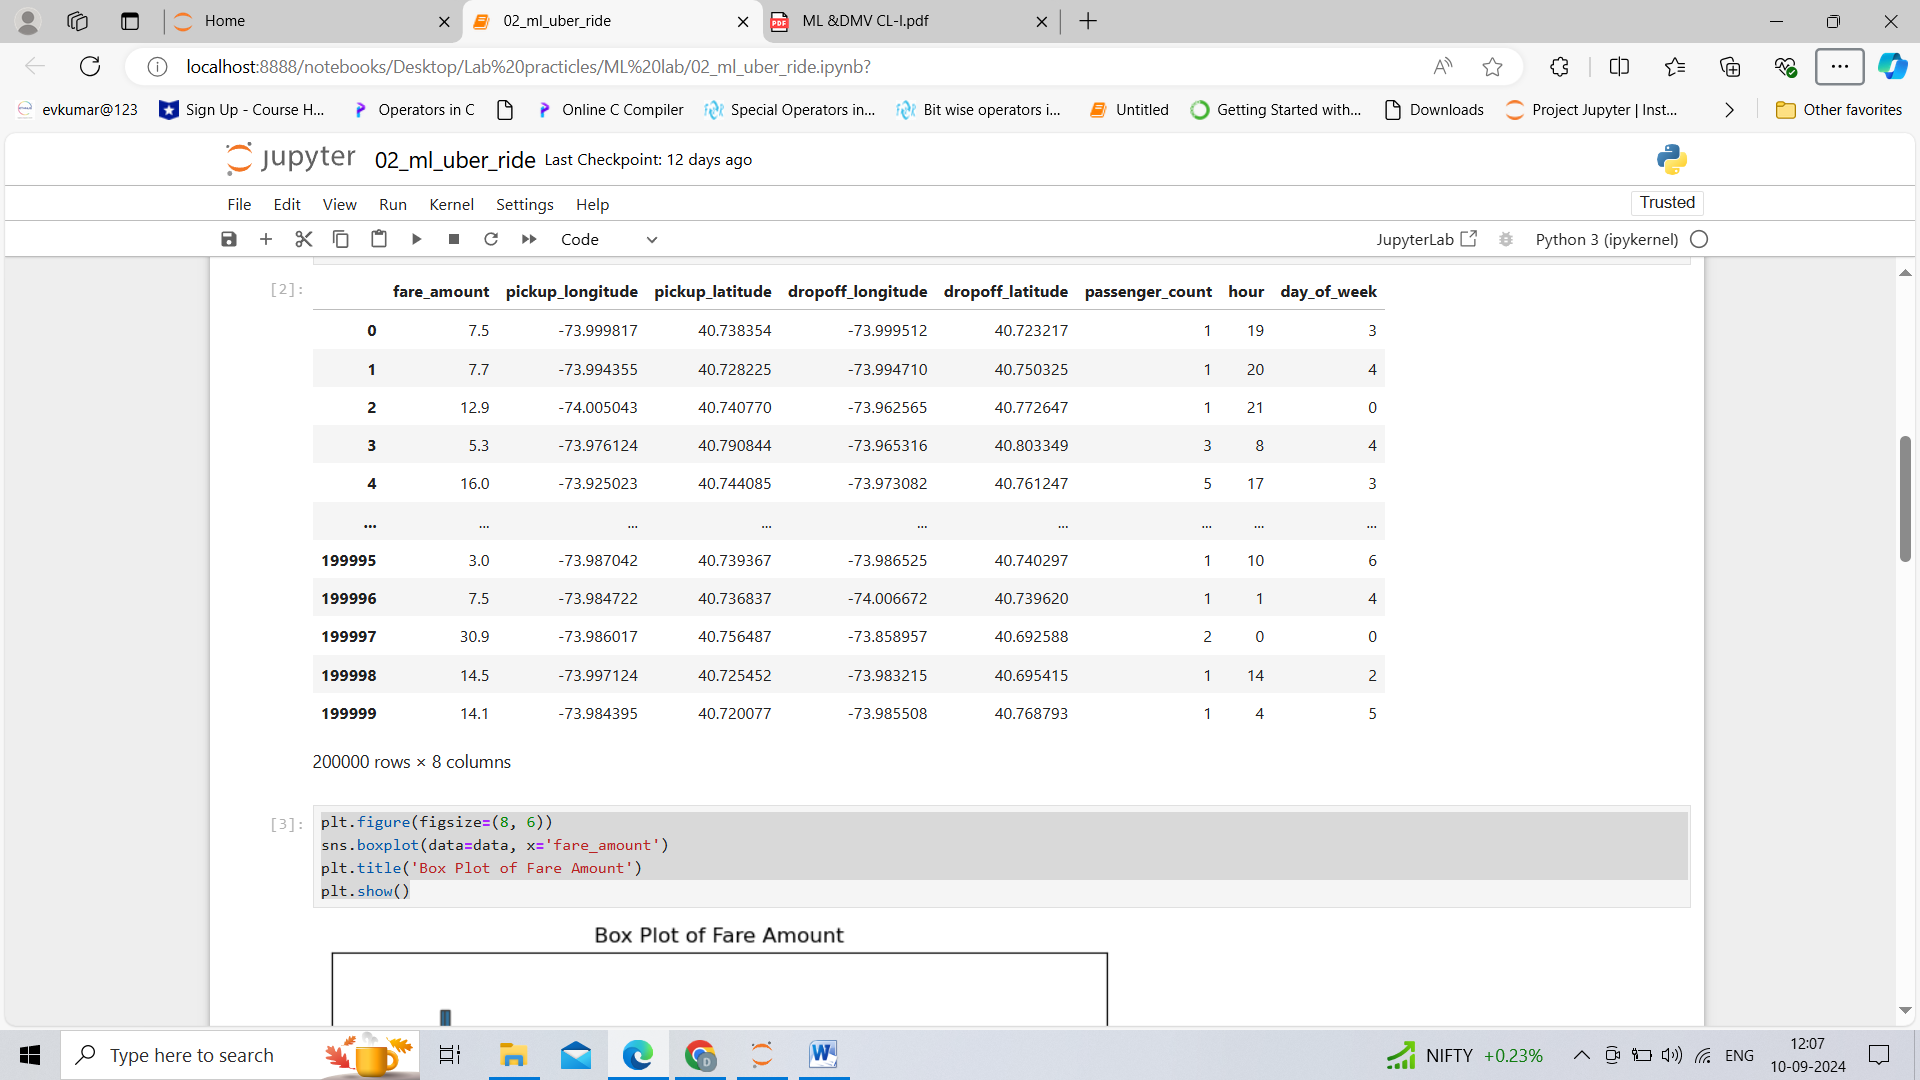 Home
02_ml_uber_ride
ML &DMV CL-I.pdf
localhost:8888/notebooks/Desktop/Lab%20practicles/ML%20lab/02_ml_uber_ride.ipynb?
evkumar@123 Sign Up - Course H... Operators in C Online C Compiler Special Operators in... Bit wise operators i... Untitled Getting Started with... Downloads Project Jupyter | Inst... Other favorites
jupyter 02_ml_uber_ride Last Checkpoint: 12 days ago
File Edit View Run Kernel Settings Help Trusted
Code JupyterLab Python 3 (ipykernel)
[2]: fare_amount pickup_longitude pickup_latitude dropoff_longitude dropoff_latitude passenger_count hour day_of_week
0 7.5 -73.999817 40.738354 -73.999512 40.723217 1 19 3
1 7.7 -73.994355 40.728225 -73.994710 40.750325 1 20 4
2 12.9 -74.005043 40.740770 -73.962565 40.772647 1 21 0
3 5.3 -73.976124 40.790844 -73.965316 40.803349 3 8 4
4 16.0 -73.925023 40.744085 -73.973082 40.761247 5 17 3
... ... ... ... ... ... ... ... ...
199995 3.0 -73.987042 40.739367 -73.986525 40.740297 1 10 6
199996 7.5 -73.984722 40.736837 -74.006672 40.739620 1 1 4
199997 30.9 -73.986017 40.756487 -73.858957 40.692588 2 0 0
199998 14.5 -73.997124 40.725452 -73.983215 40.695415 1 14 2
199999 14.1 -73.984395 40.720077 -73.985508 40.768793 1 4 5
200000 rows × 8 columns
[3]: plt.figure(figsize=(8, 6))
sns.boxplot(data=data, x='fare_amount')
plt.title('Box Plot of Fare Amount')
plt.show()
Box Plot of Fare Amount
Type here to search
NIFTY +0.23%
ENG
12:07
10-09-2024